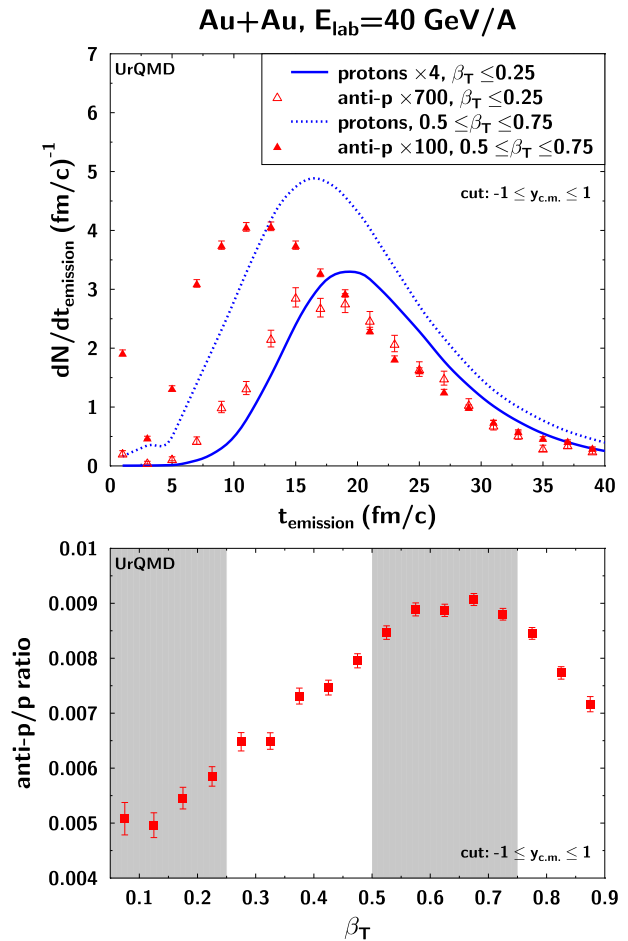 Au+Au, E_lab=40 GeV/A
7
6
5
4
3
2
1
0
dN/dt_emission (fm/c)^-1
UrQMD
protons ×4, β_T ≤0.25
anti-p ×700, β_T ≤0.25
protons, 0.5 ≤β_T ≤0.75
anti-p ×100, 0.5 ≤β_T ≤0.75
cut: -1 ≤ y_c.m. ≤ 1
0 5 10 15 20 25 30 35 40
t_emission (fm/c)
0.01
0.009
0.008
0.007
0.006
0.005
0.004
anti-p/p ratio
UrQMD
cut: -1 ≤ y_c.m. ≤ 1
0.1 0.2 0.3 0.4 0.5 0.6 0.7 0.8 0.9
β_T